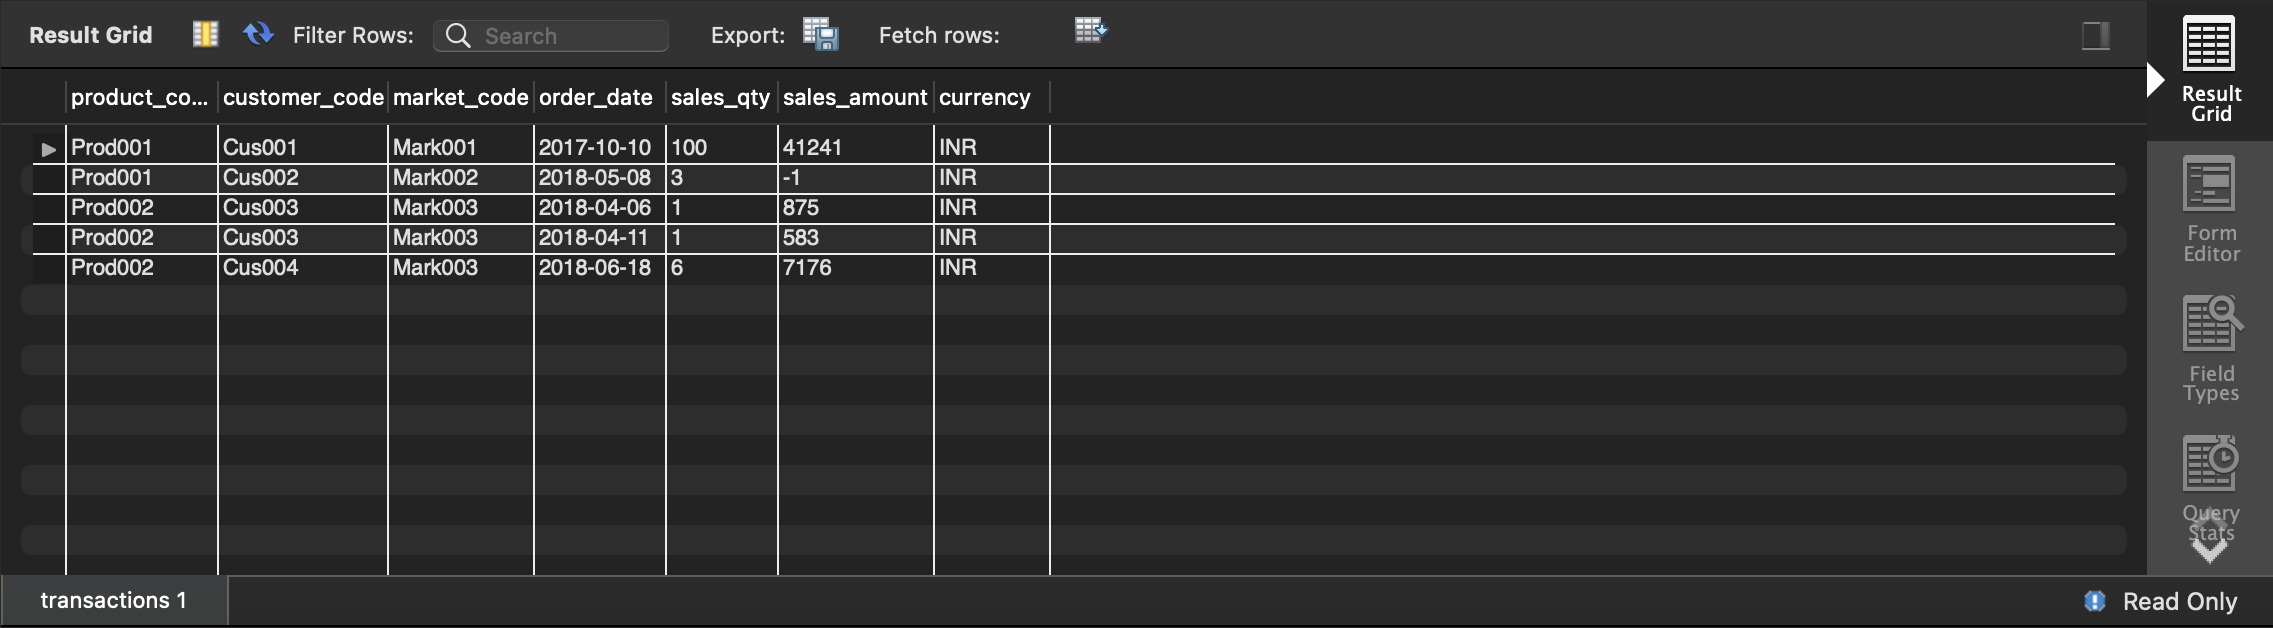 Result Grid Filter Rows: Search Export: Fetch rows:
product_co... customer_code market_code order_date sales_qty sales_amount currency
Prod001 Cus001 Mark001 2017-10-10 100 41241 INR
Prod001 Cus002 Mark002 2018-05-08 3 -1 INR
Prod002 Cus003 Mark003 2018-04-06 1 875 INR
Prod002 Cus003 Mark003 2018-04-11 1 583 INR
Prod002 Cus004 Mark003 2018-06-18 6 7176 INR
Result
Grid
Form
Editor
Field
Types
Query
Stats
transactions 1 Read Only